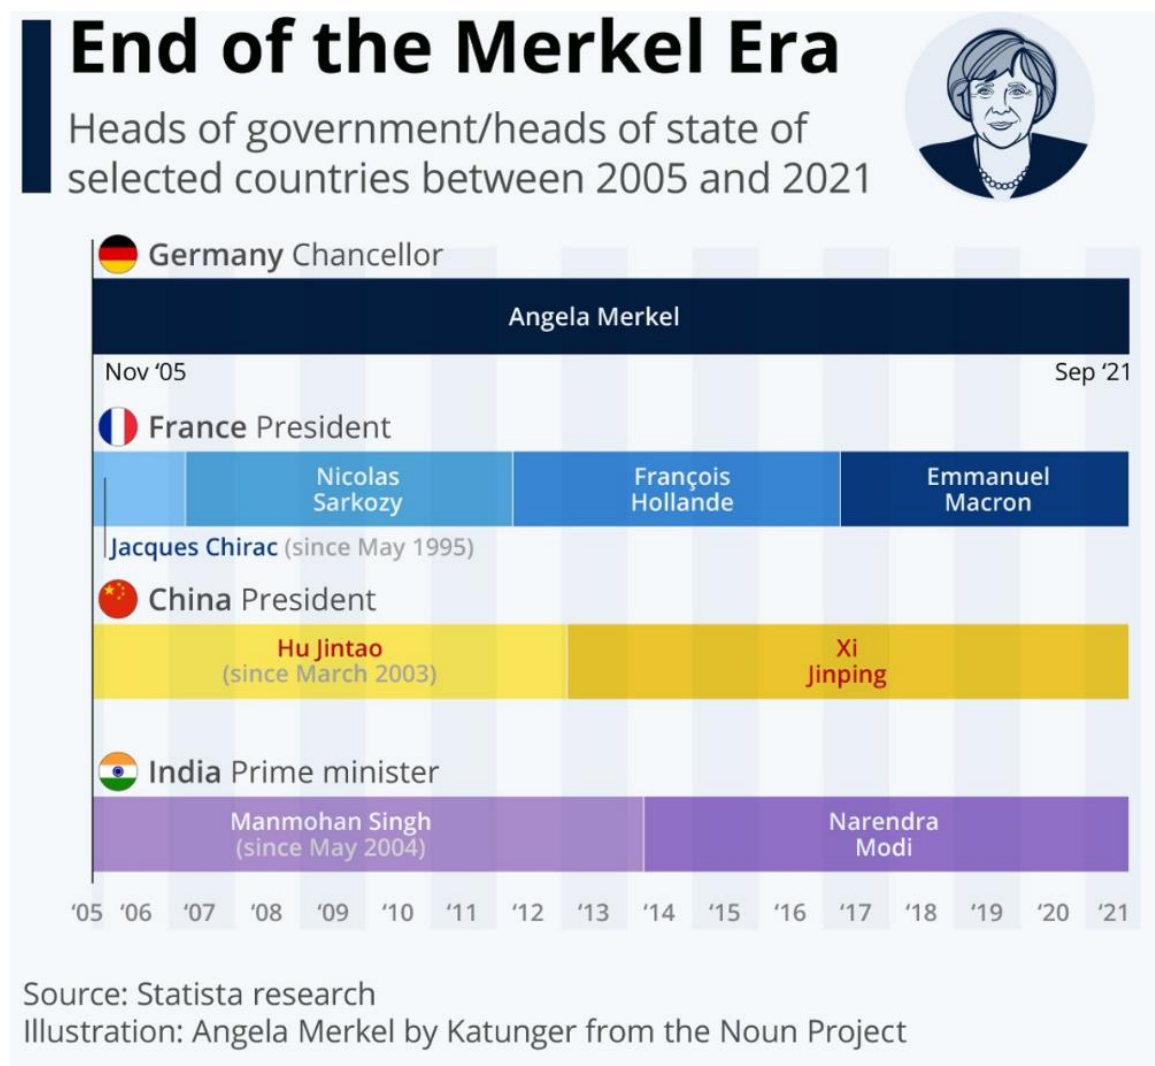 End of the Merkel Era
Heads of government/heads of state of
selected countries between 2005 and 2021
Germany Chancellor
Angela Merkel
Nov ‘05
Sep ‘21
France President
Nicolas
Sarkozy
François
Hollande
Emmanuel
Macron
Jacques Chirac (since May 1995)
China President
Hu Jintao
(since March 2003)
Xi
Jinping
India Prime minister
Manmohan Singh
(since May 2004)
Narendra
Modi
‘05 ‘06 ‘07 ‘08 ‘09 ‘10 ‘11 ‘12 ‘13 ‘14 ‘15 ‘16 ‘17 ‘18 ‘19 ‘20 ‘21
Source: Statista research
Illustration: Angela Merkel by Katunger from the Noun Project